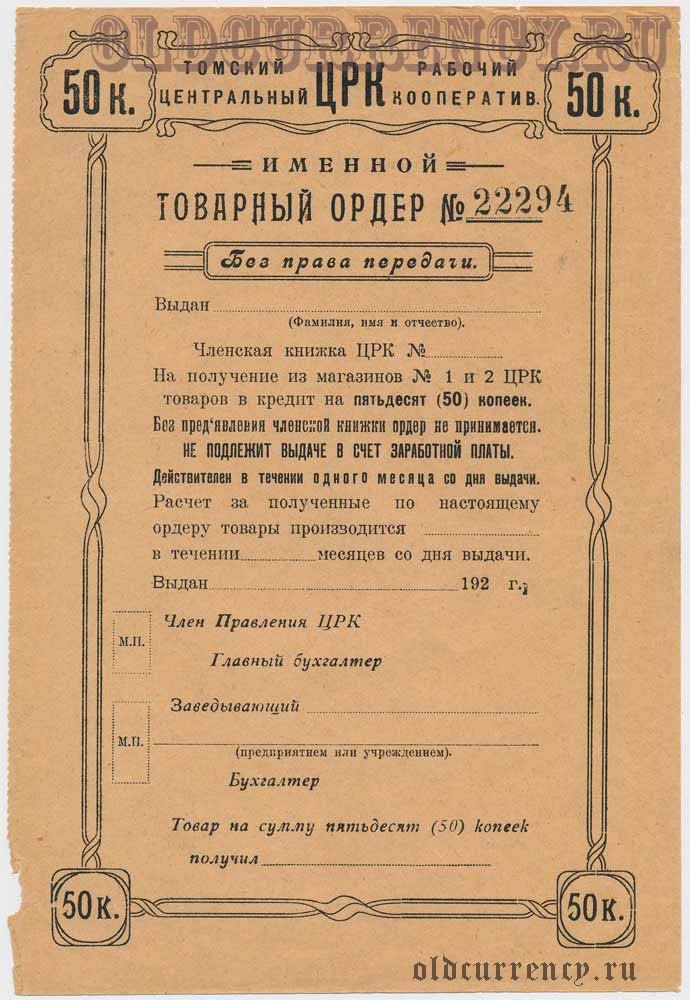 OLDCURRENCY.RU
50 К. ТОМСКИЙ ЦЕНТРАЛЬНЫЙ ЦРК РАБОЧИЙ КООПЕРАТИВ. 50 К.
ИМЕННОЙ
ТОВАРНЫЙ ОРДЕР № 22294
Без права передачи.
Выдан
(Фамилия, имя и отчество).
Членская книжка ЦРК №
На получение из магазинов № 1 и 2 ЦРК
товаров в кредит на пятьдесят (50) копеек.
Без пред'явления членской книжки ордер не принимается.
НЕ ПОДЛЕЖИТ ВЫДАЧЕ В СЧЕТ ЗАРАБОТНОЙ ПЛАТЫ.
Действителен в течении одного месяца со дня выдачи.
Расчет за полученные по настоящему
ордеру товары производится
в течении месяцев со дня выдачи.
Выдан 192 г.
Член Правления ЦРК
М.П.
Главный бухгалтер
Заведывающий
М.П.
(предприятием или учреждением).
Бухгалтер
Товар на сумму пятьдесят (50) копеек
получил
50 К. 50 К.
oldcurrency.ru